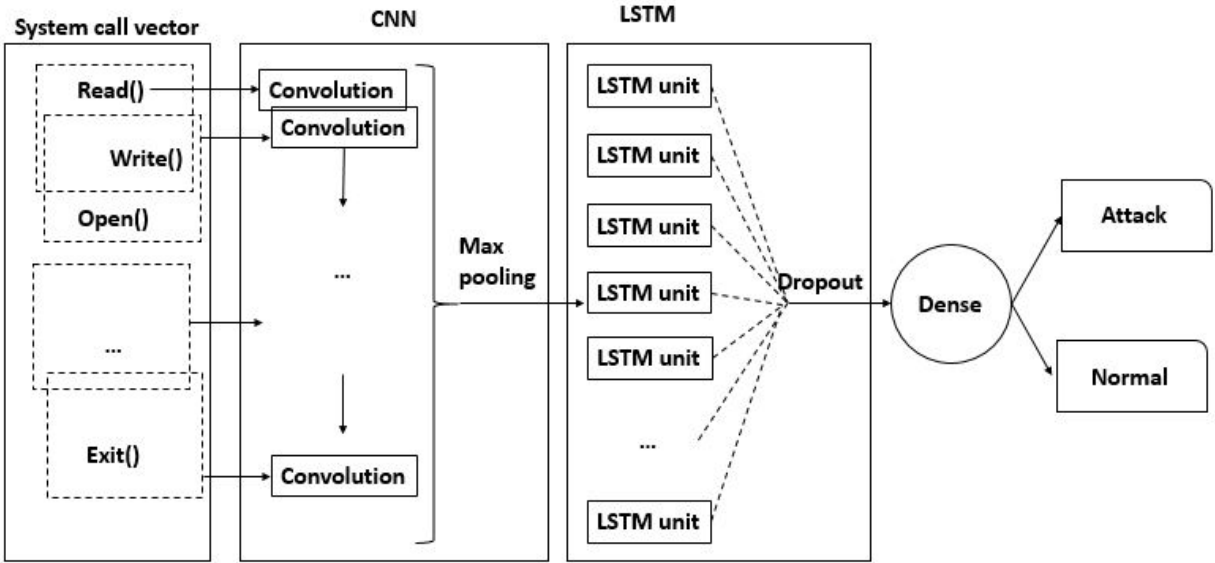 System call vector
CNN
LSTM
Read()
Write()
Open()
...
Exit()
Convolution
Convolution
...
Convolution
Max
pooling
LSTM unit
LSTM unit
LSTM unit
LSTM unit
LSTM unit
...
LSTM unit
Dropout
Dense
Attack
Normal